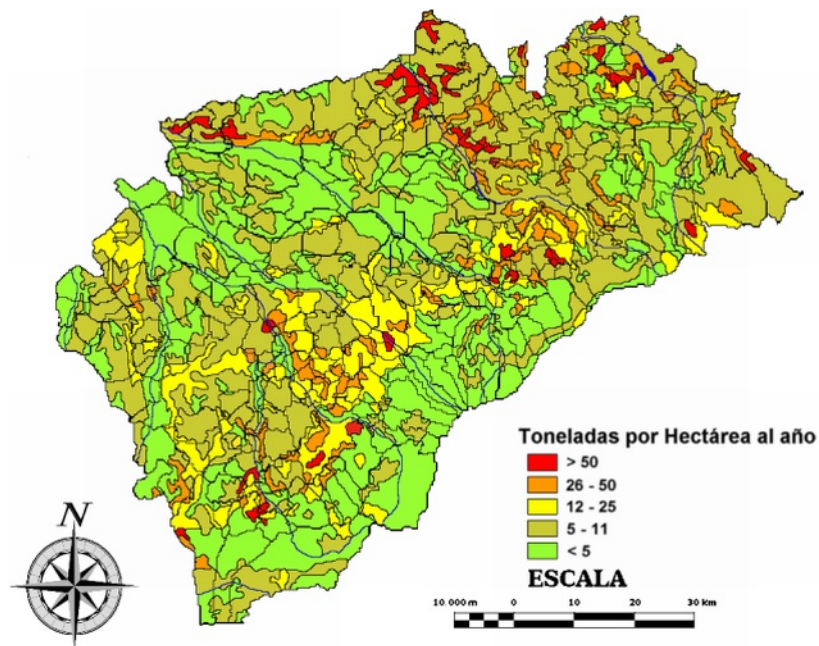 Toneladas por Hectárea al año
> 50
26 - 50
12 - 25
5 - 11
< 5
N
ESCALA
10.000 m 0 10 20 30 km